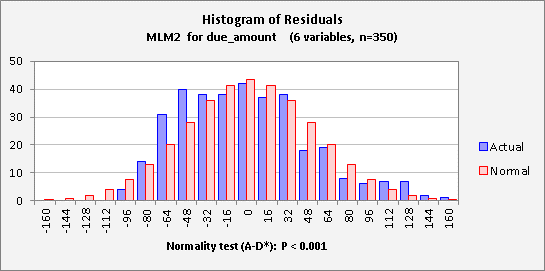 Histogram of Residuals
MLM2 for due_amount (6 variables, n=350)
50
40
30
20
10
0
-160 -144 -128 -112 -96 -80 -64 -48 -32 -16 0 16 32 48 64 80 96 112 128 144 160
Actual
Normal
Normality test (A-D*): P < 0.001